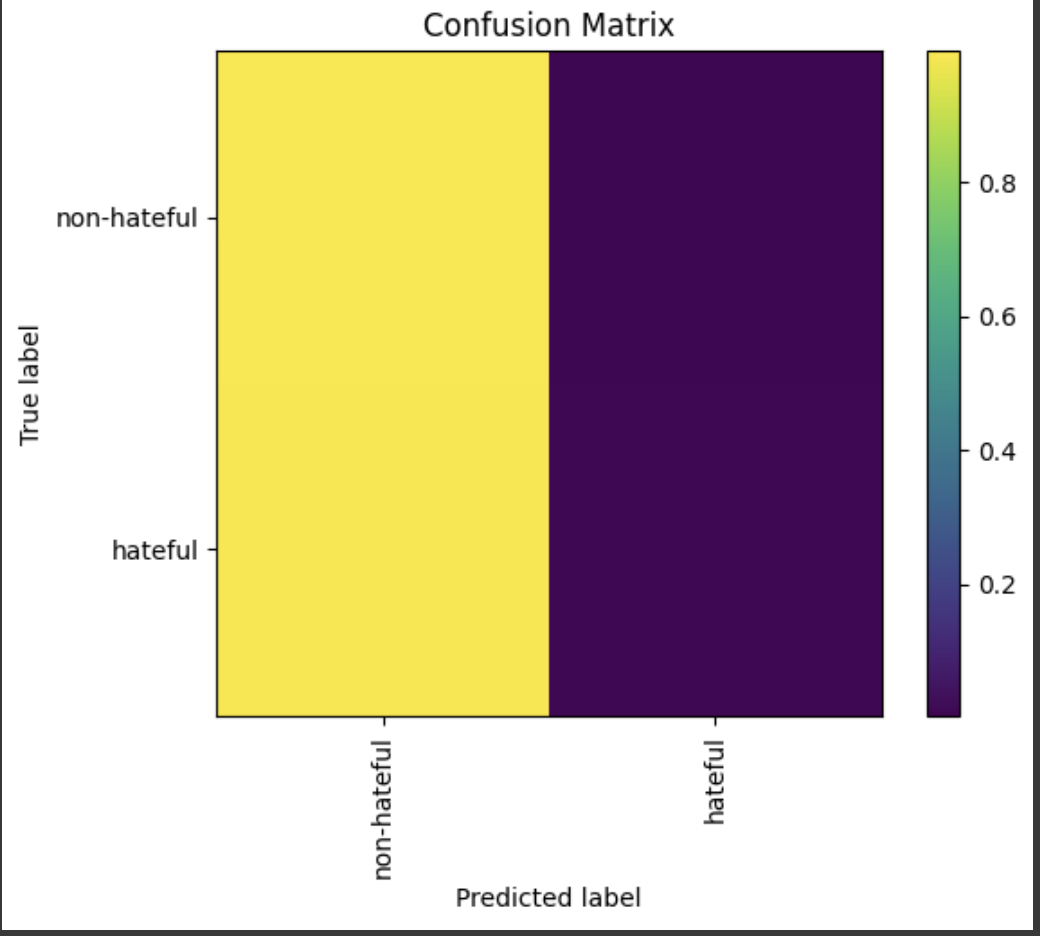 Confusion Matrix
True label
non-hateful
hateful
non-hateful
hateful
Predicted label
0.8
0.6
0.4
0.2